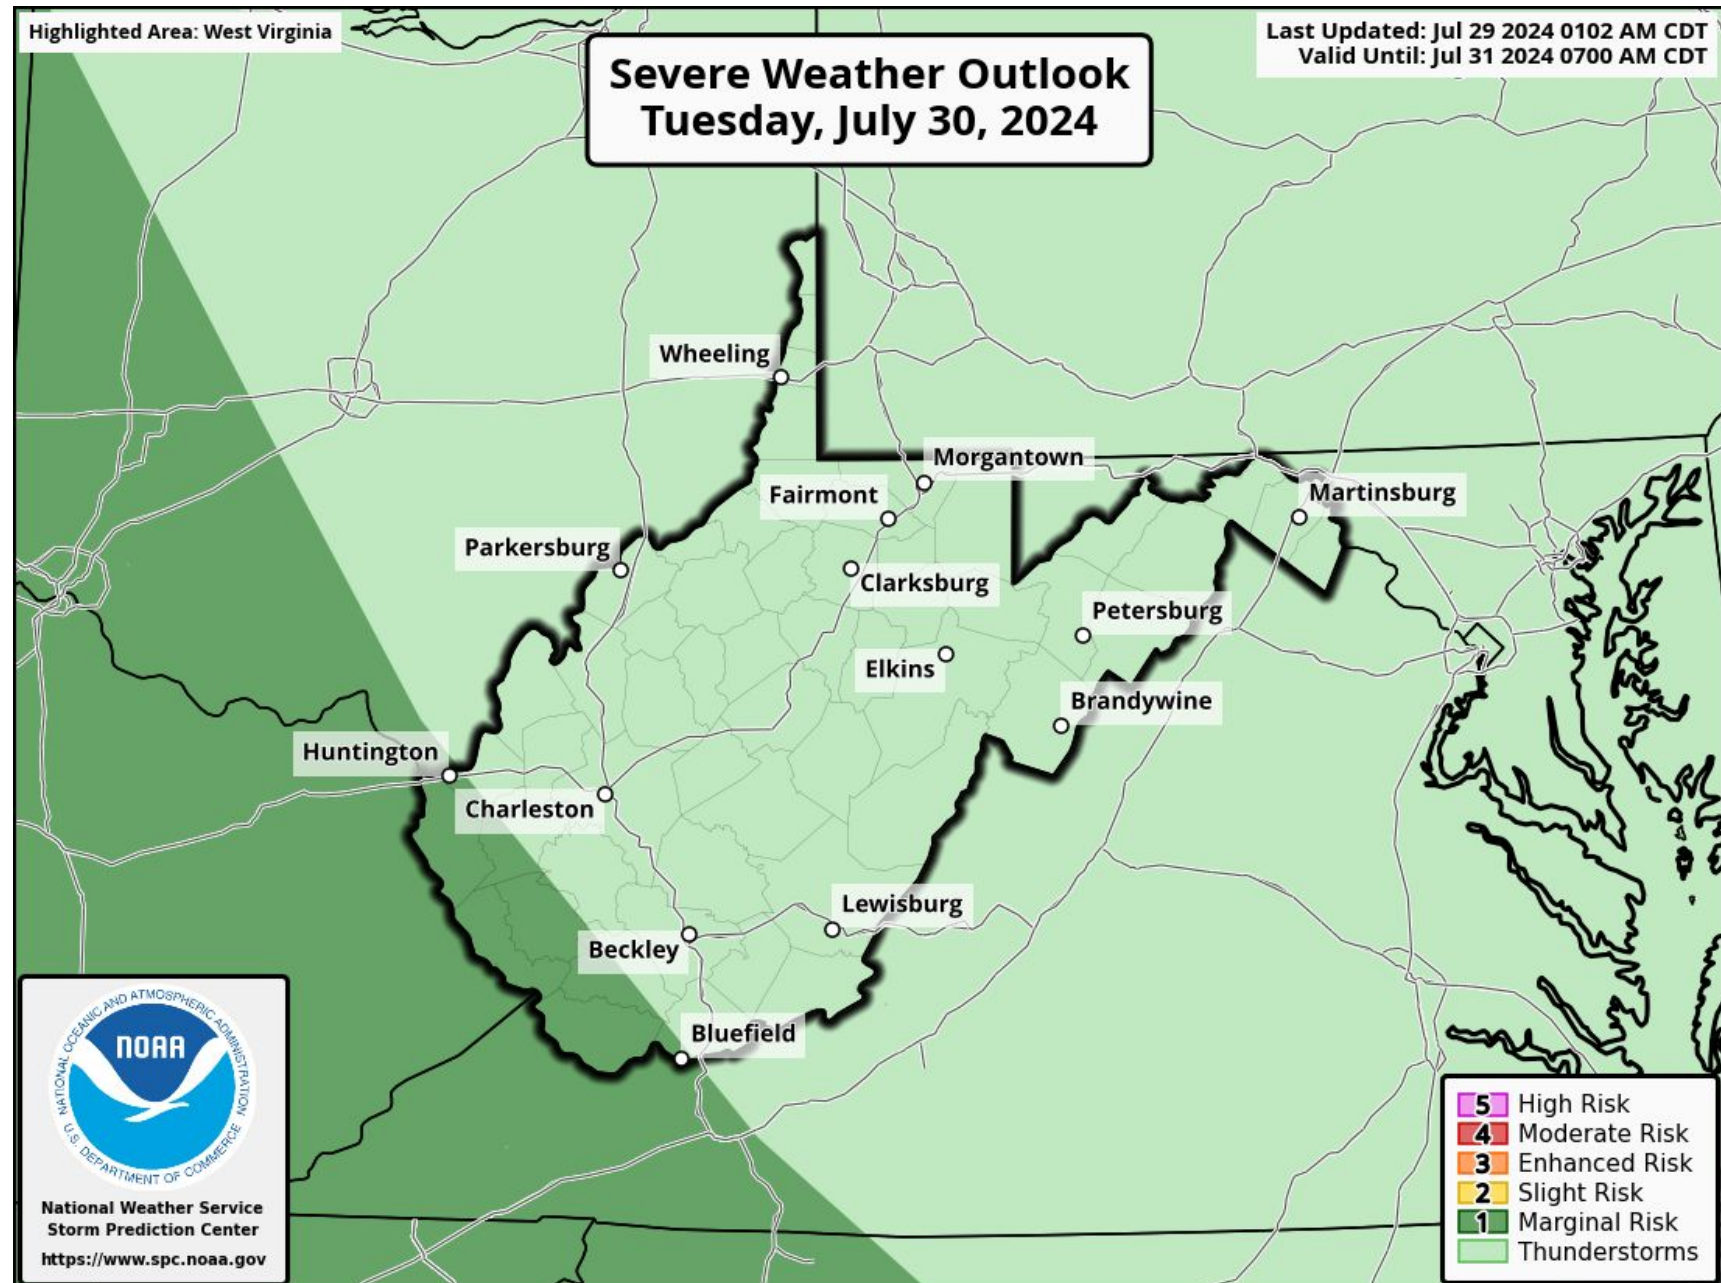 Highlighted Area: West Virginia
Last Updated: Jul 29 2024 0102 AM CDT
Valid Until: Jul 31 2024 0700 AM CDT
Severe Weather Outlook
Tuesday, July 30, 2024
Wheeling
Morgantown
Fairmont
Martinsburg
Parkersburg
Clarksburg
Petersburg
Elkins
Brandywine
Huntington
Charleston
Lewisburg
Beckley
Bluefield
NATIONAL OCEANIC AND ATMOSPHERIC ADMINISTRATION
NOAA
U.S. DEPARTMENT OF COMMERCE
National Weather Service
Storm Prediction Center
https://www.spc.noaa.gov
5 High Risk
4 Moderate Risk
3 Enhanced Risk
2 Slight Risk
1 Marginal Risk
Thunderstorms